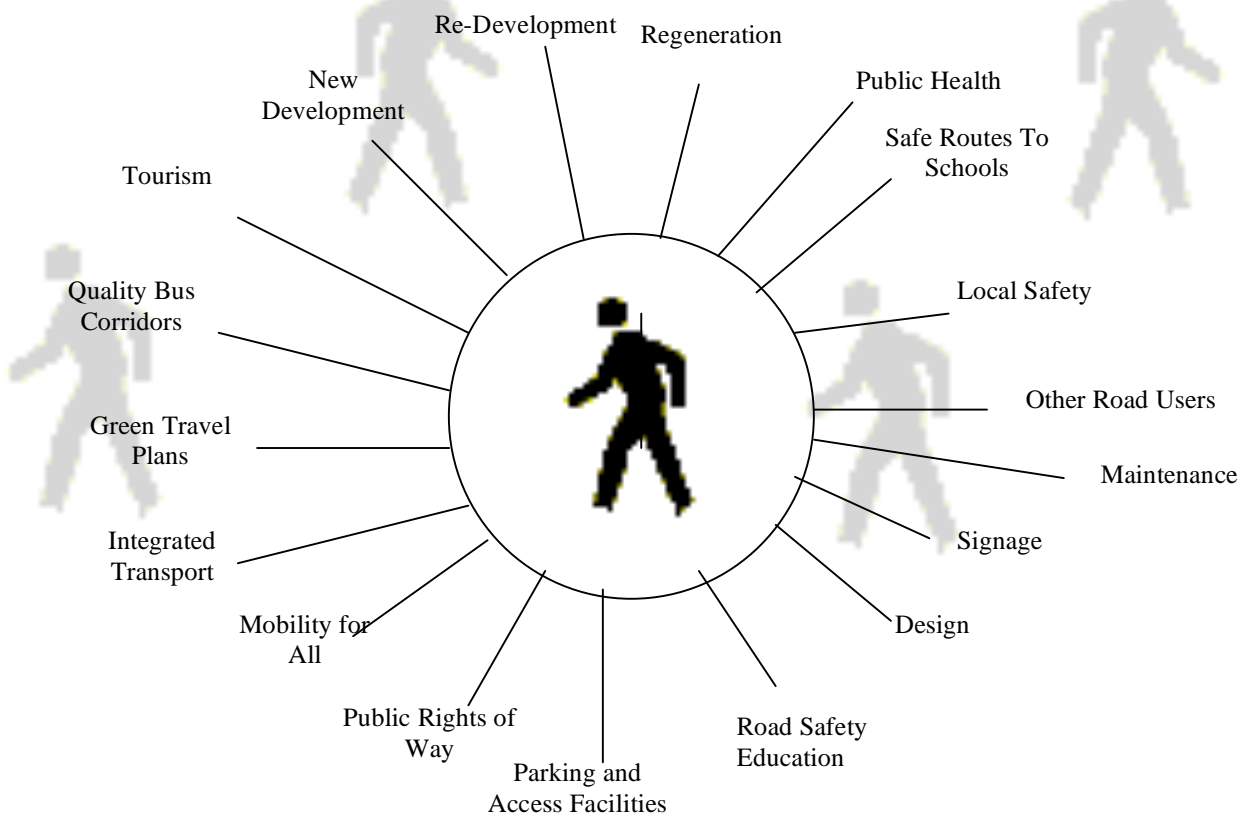 Re-Development
Regeneration
New
Development
Public Health
Safe Routes To
Schools
Tourism
Quality Bus
Corridors
Local Safety
Other Road Users
Green Travel
Plans
Maintenance
Integrated
Transport
Signage
Mobility for
All
Design
Public Rights of
Way
Road Safety
Education
Parking and
Access Facilities